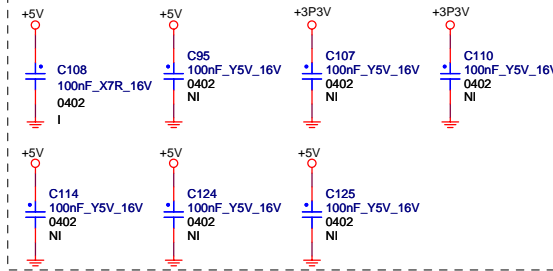 +5V
+5V
+3P3V
+3P3V
C108
100nF_X7R_16V
0402
I
C95
100nF_Y5V_16V
0402
NI
C107
100nF_Y5V_16V
0402
NI
C110
100nF_Y5V_16V
0402
NI
+5V
+5V
+5V
C114
100nF_Y5V_16V
0402
NI
C124
100nF_Y5V_16V
0402
NI
C125
100nF_Y5V_16V
0402
NI